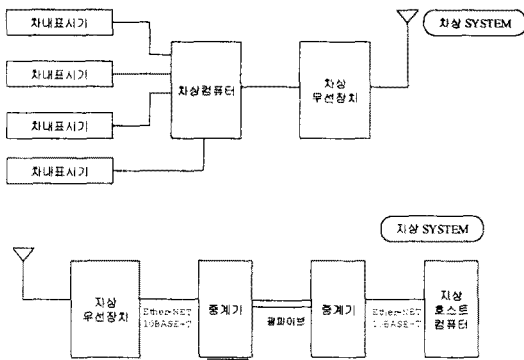 차내표시기
차상 SYSTEM
차내표시기
차상컴퓨터
차상
무선장치
차내표시기
차내표시기
지상 SYSTEM
지상
무선장치
Ether-NET
10BASE-T
중계기
광파이브
중계기
Ether-NET
10BASE-T
지상
호스트
컴퓨터